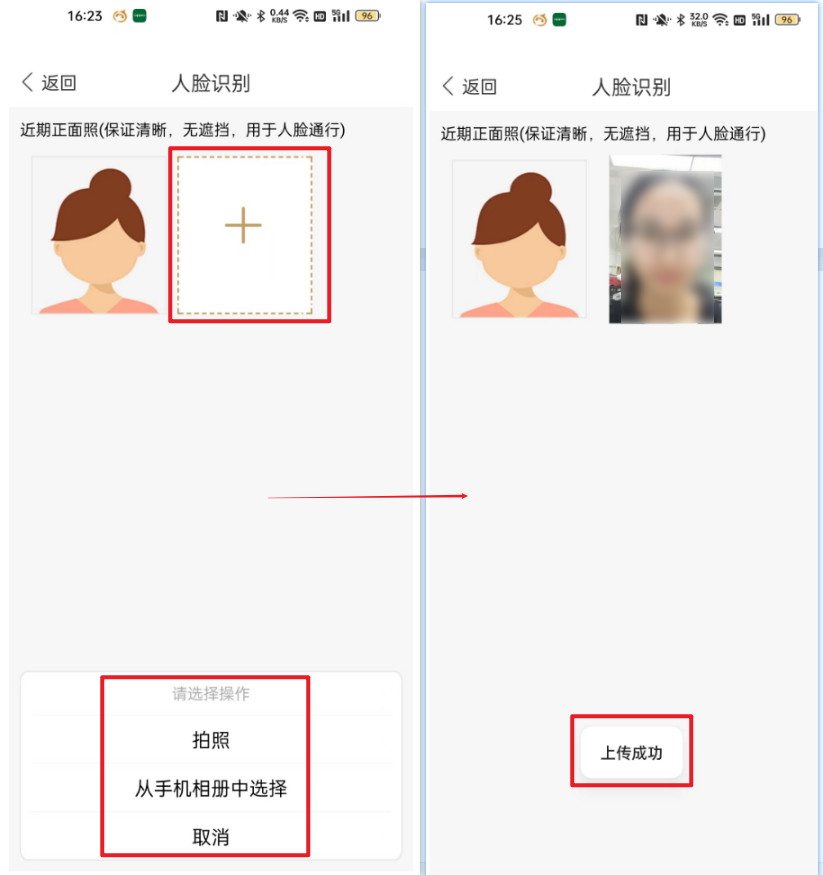 16:23 0.44 KB/S HD 5G 96
返回 人脸识别
近期正面照(保证清晰，无遮挡，用于人脸通行)
请选择操作
拍照
从手机相册中选择
取消
16:25 32.0 KB/S HD 5G 96
返回 人脸识别
近期正面照(保证清晰，无遮挡，用于人脸通行)
上传成功